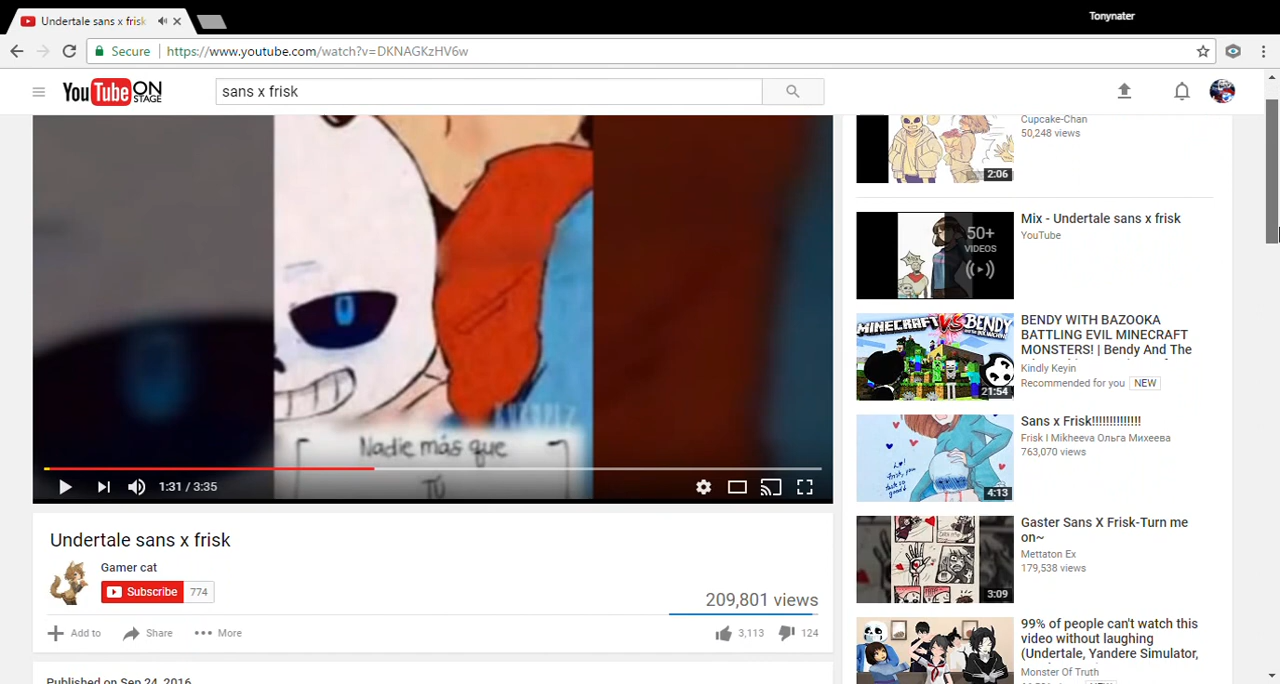 Undertale sans x frisk
Tonynater
Secure
https://www.youtube.com/watch?v=DKNAGKzHV6w
YouTube ON STAGE
sans x frisk
Nadie más que
TÚ
1:31 / 3:35
Undertale sans x frisk
Gamer cat
Subscribe 774
209,801 views
Add to Share More
3,113 124
Published on Sep 24, 2016
Cupcake-Chan
50,248 views
2:06
50+
VIDEOS
Mix - Undertale sans x frisk
YouTube
MINECRAFT VS BENDY
21:54
BENDY WITH BAZOOKA
BATTLING EVIL MINECRAFT
MONSTERS! | Bendy And The
Kindly Keyin
Recommended for you NEW
4:13
Sans x Frisk!!!!!!!!!!!!!!
Frisk I Mikheeva Ольга Михеева
763,070 views
3:09
Gaster Sans X Frisk-Turn me
on~
Mettaton Ex
179,538 views
99% of people can't watch this
video without laughing
(Undertale, Yandere Simulator,
Monster Of Truth